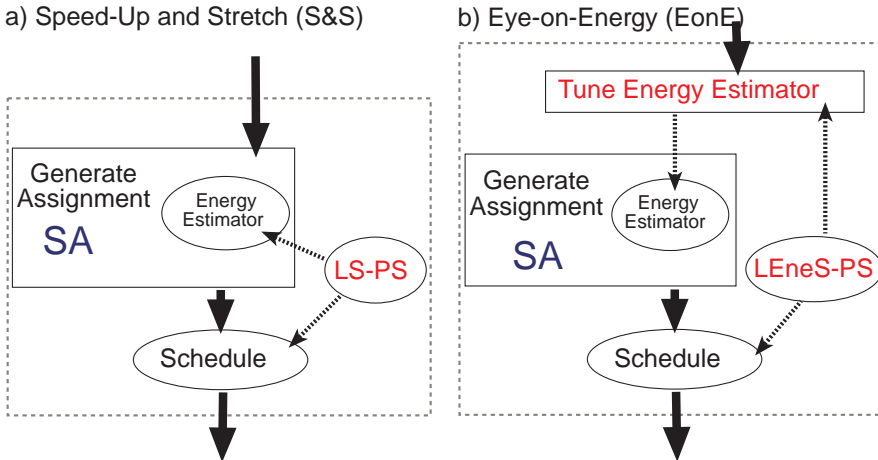 a) Speed-Up and Stretch (S&S)
Generate
Assignment
SA
Energy
Estimator
LS-PS
Schedule
b) Eye-on-Energy (EonE)
Tune Energy Estimator
Generate
Assignment
SA
Energy
Estimator
LEneS-PS
Schedule